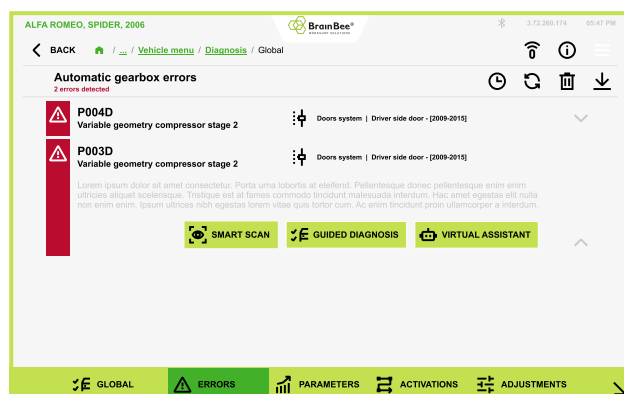 ALFA ROMEO, SPIDER, 2006
BrainBee®
3.72.260.174 05:47 PM
BACK / ... / Vehicle menu / Diagnosis / Global
Automatic gearbox errors
2 errors detected
P004D
Variable geometry compressor stage 2
Doors system | Driver side door - [2009-2015]
P003D
Variable geometry compressor stage 2
Doors system | Driver side door - [2009-2015]
Lorem ipsum dolor sit amet consectetur. Porta urna lobortis at eleifend. Pellentesque donec pellentesque enim enim
ultricies aliquet scelerisque. Tristique est at fames commodo tincidunt malesuada interdum. Hac amet egestas elit nulla
non enim enim. Ipsum ultrices nibh egestas lorem vitae quis tortor cum. Ac enim tincidunt proin ullamcorper a interdum.
SMART SCAN GUIDED DIAGNOSIS VIRTUAL ASSISTANT
GLOBAL ERRORS PARAMETERS ACTIVATIONS ADJUSTMENTS